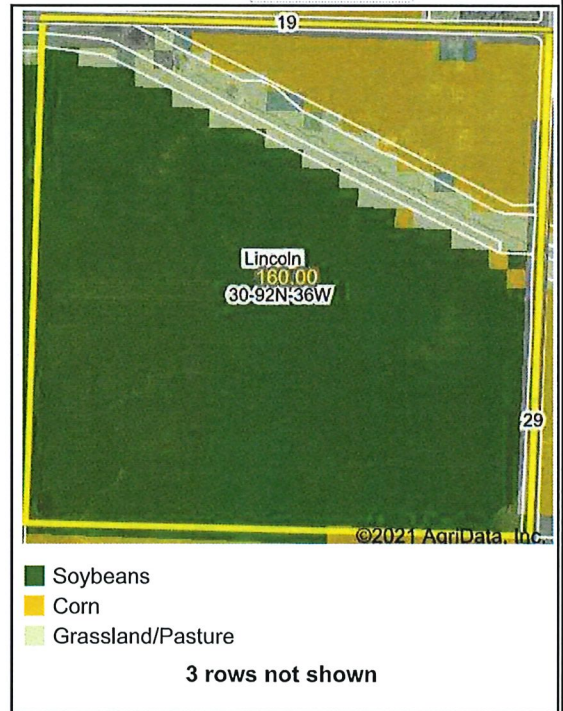 19
Lincoln
160.00
30-92N-36W
29
©2021 AgriData, Inc.
Soybeans
Corn
Grassland/Pasture
3 rows not shown